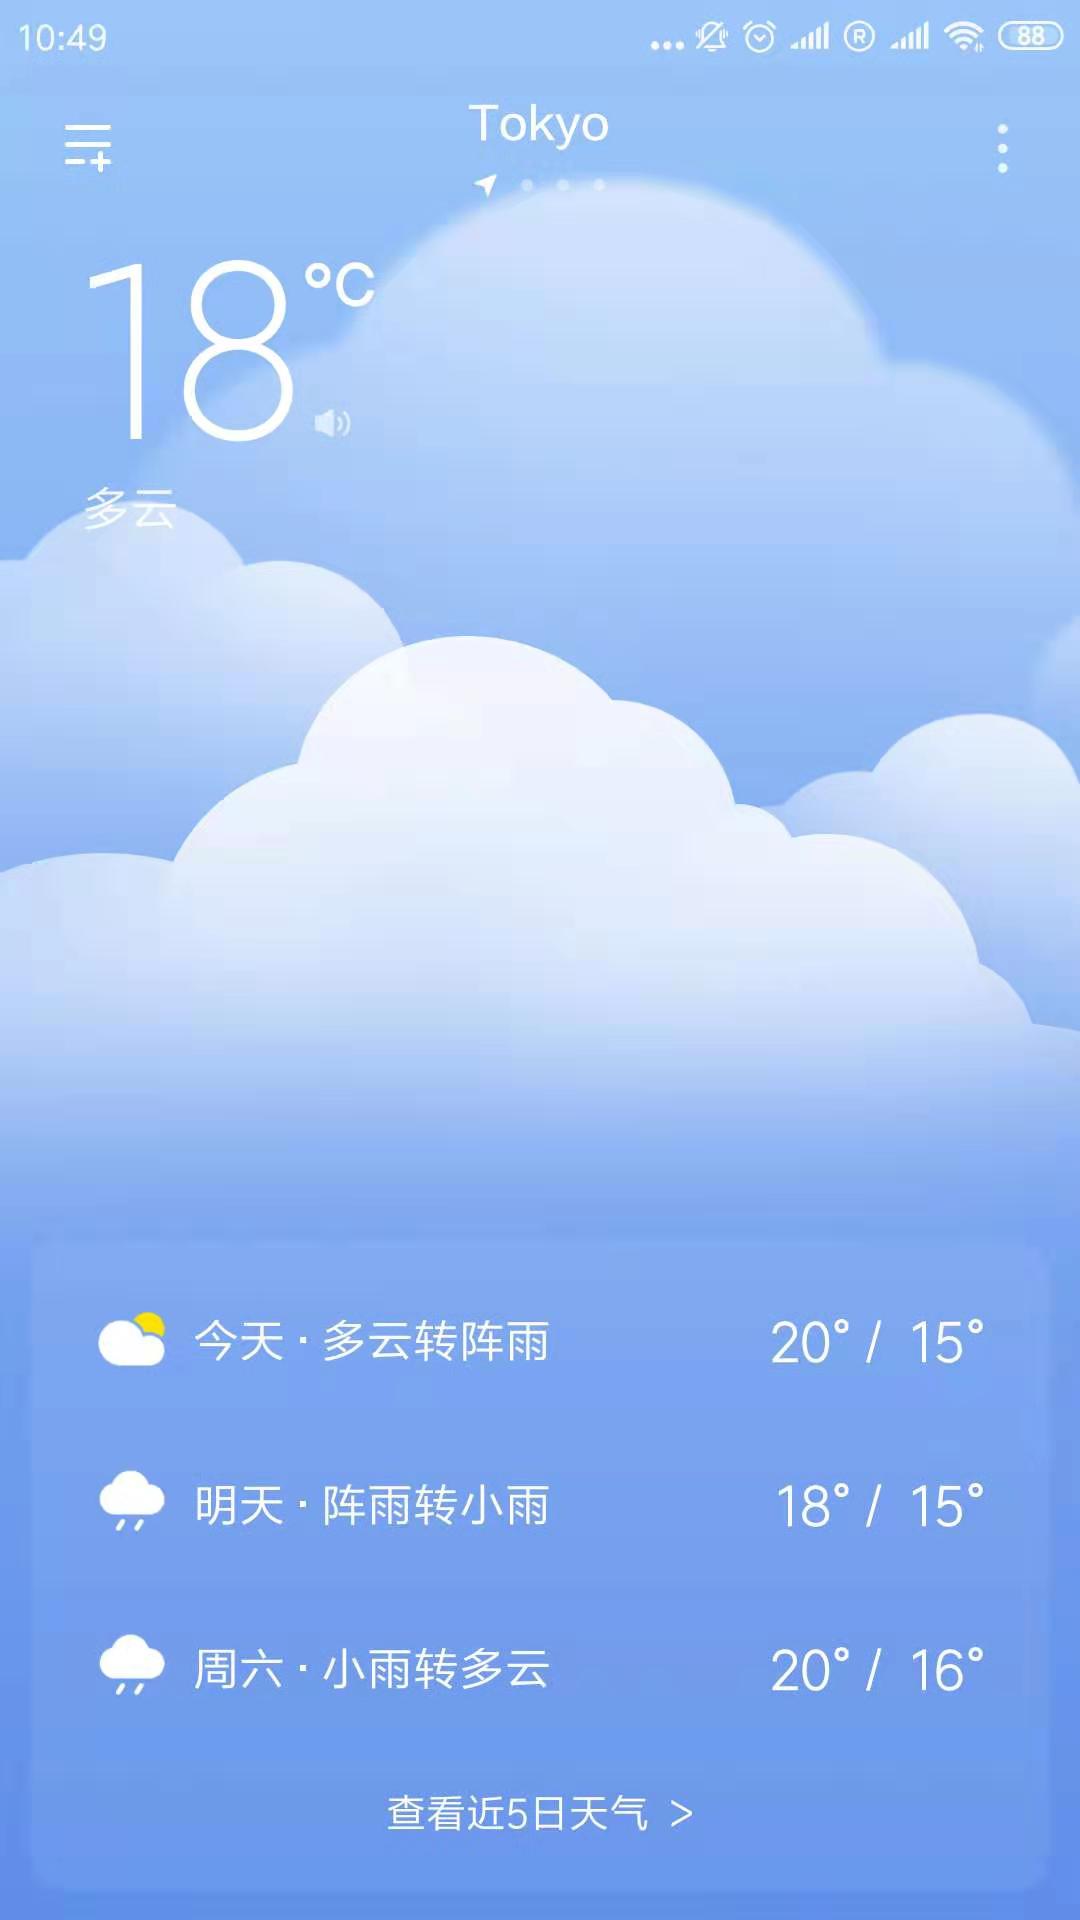 10:49
R
88
Tokyo
18°C
多云
今天 · 多云转阵雨 20° / 15°
明天 · 阵雨转小雨 18° / 15°
周六 · 小雨转多云 20° / 16°
查看近5日天气 >